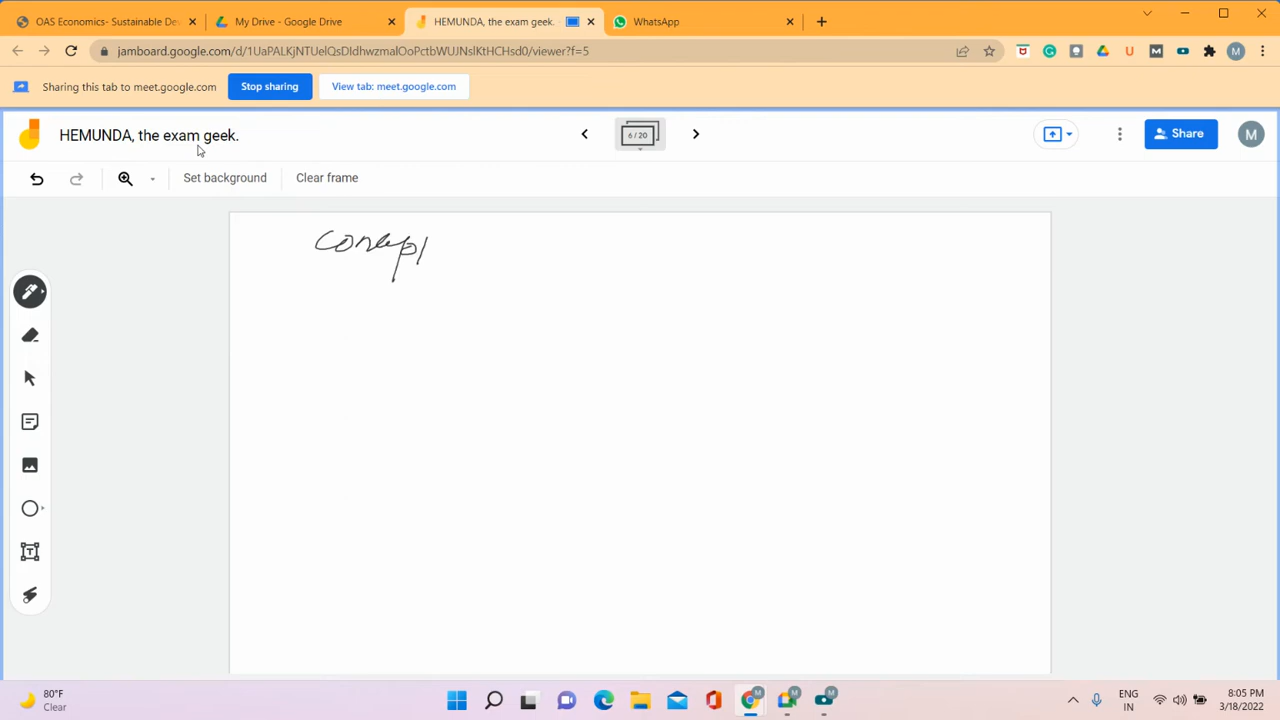 OAS Economics- Sustainable De
My Drive - Google Drive
HEMUNDA, the exam geek.
WhatsApp
jamboard.google.com/d/1UaPALKjNTUelQsDIdhwzmalOoPctbWUJNslKtHCHsd0/viewer?f=5
Sharing this tab to meet.google.com
Stop sharing
View tab: meet.google.com
HEMUNDA, the exam geek.
6 / 20
Share
M
Set background
Clear frame
Concept
80°F
Clear
ENG
IN
8:05 PM
3/18/2022